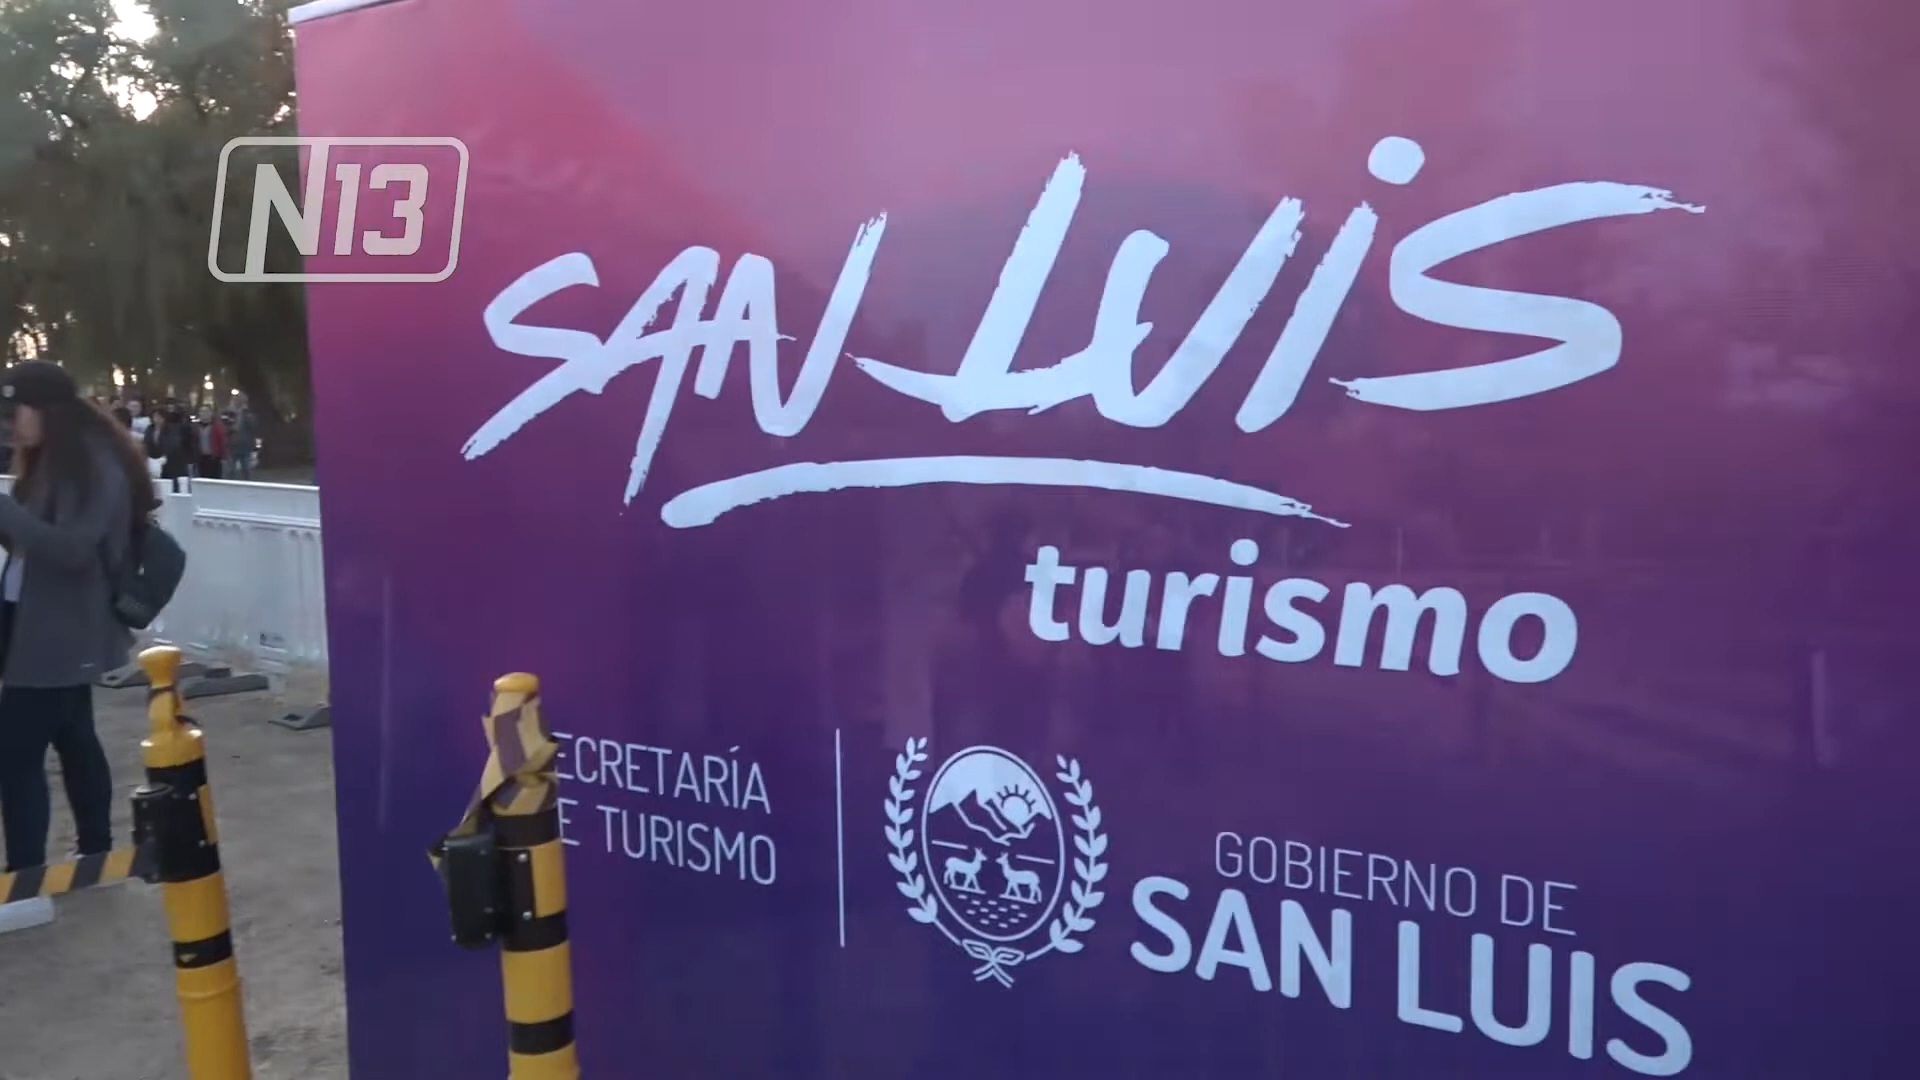 N13
SAN LUIS
turismo
ECRETARÍA
E TURISMO
GOBIERNO DE
SAN LUIS